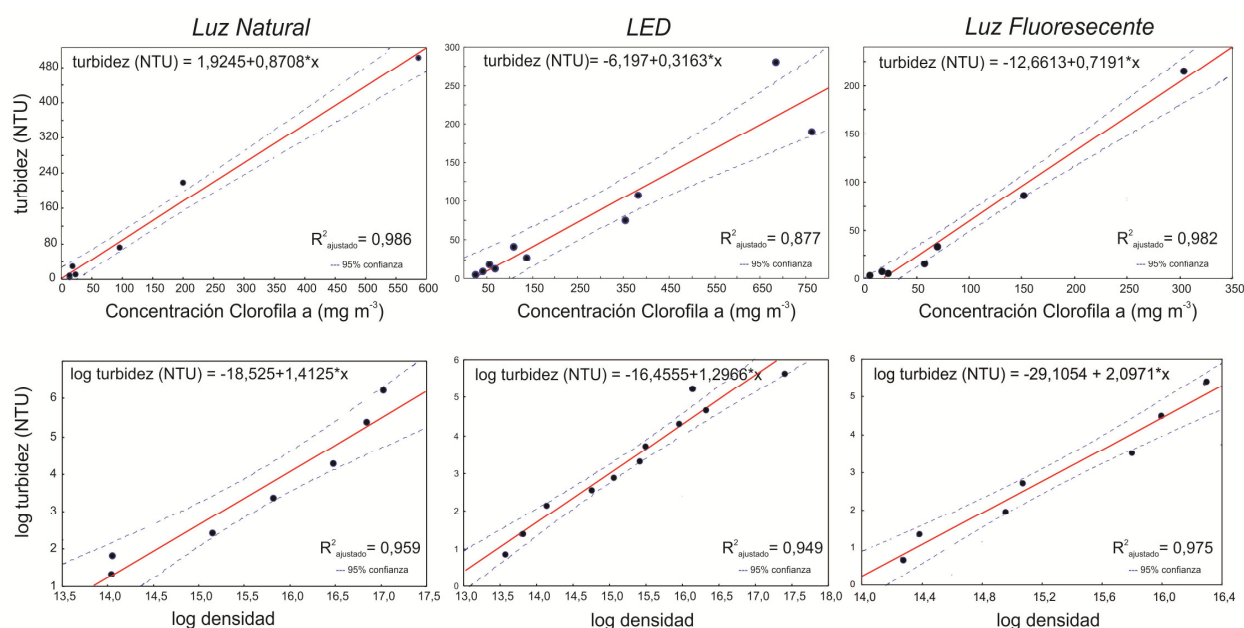 Luz Natural
LED
Luz Fluoresecente
turbidez (NTU) = 1,9245+0,8708*x
turbidez (NTU)= -6,197+0,3163*x
turbidez (NTU) = -12,6613+0,7191*x
turbidez (NTU)
480
400
320
240
160
80
0
R²ajustado = 0,986
95% confianza
0 50 100 150 200 250 300 350 400 450 500 550 600
Concentración Clorofila a (mg m⁻³)
300
250
200
150
100
50
0
R²ajustado = 0,877
95% confianza
50 150 250 350 450 550 650 750
Concentración Clorofila a (mg m⁻³)
200
150
100
50
0
R²ajustado = 0,982
95% confianza
0 50 100 150 200 250 300 350
Concentración Clorofila a (mg m⁻³)
log turbidez (NTU) = -18,525+1,4125*x
log turbidez (NTU) = -16,4555+1,2966*x
log turbidez (NTU) = -29,1054 + 2,0971*x
log turbidez (NTU)
6
5
4
3
2
1
R²ajustado = 0,959
95% confianza
13,5 14,0 14,5 15,0 15,5 16,0 16,5 17,0 17,5
log densidad
6
5
4
3
2
1
0
R²ajustado = 0,949
95% confianza
13,0 13,5 14,0 14,5 15,0 15,5 16,0 16,5 17,0 17,5 18,0
log densidad
6
5
4
3
2
1
0
R²ajustado = 0,975
95% confianza
14,0 14,4 14,8 15,2 15,6 16,0 16,4
log densidad